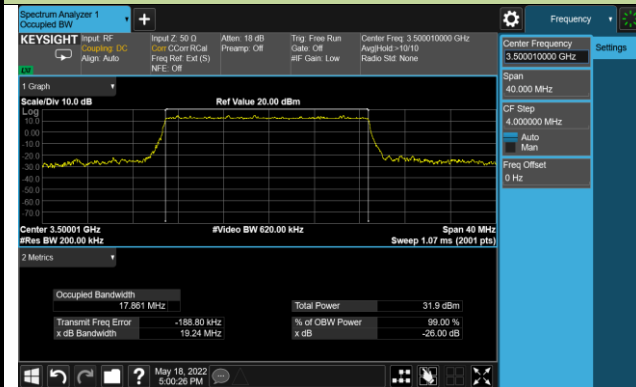 Spectrum Analyzer 1
Occupied BW
Frequency
KEYSIGHT
Input: RF
Coupling: DC
Align: Auto
Input Z: 50 Ω
Corr CCorr RCal
Freq Ref: Ext (S)
NFE: Off
Atten: 18 dB
Preamp: Off
Trig: Free Run
Gate: Off
#IF Gain: Low
Center Freq: 3.500010000 GHz
Avg|Hold:>10/10
Radio Std: None
Center Frequency
3.500010000 GHz
Settings
Span
40.000 MHz
CF Step
4.000000 MHz
Auto
Man
Freq Offset
0 Hz
1 Graph
Scale/Div 10.0 dB
Ref Value 20.00 dBm
Log
10.0
0.00
-10.0
-20.0
-30.0
-40.0
-50.0
-60.0
-70.0
Center 3.50001 GHz
#Video BW 620.00 kHz
Span 40 MHz
#Res BW 200.00 kHz
Sweep 1.07 ms (2001 pts)
2 Metrics
Occupied Bandwidth
17.861 MHz
Total Power 31.9 dBm
Transmit Freq Error -188.80 kHz
% of OBW Power 99.00 %
x dB Bandwidth 19.24 MHz
x dB -26.00 dB
?
May 18, 2022
5:00:26 PM